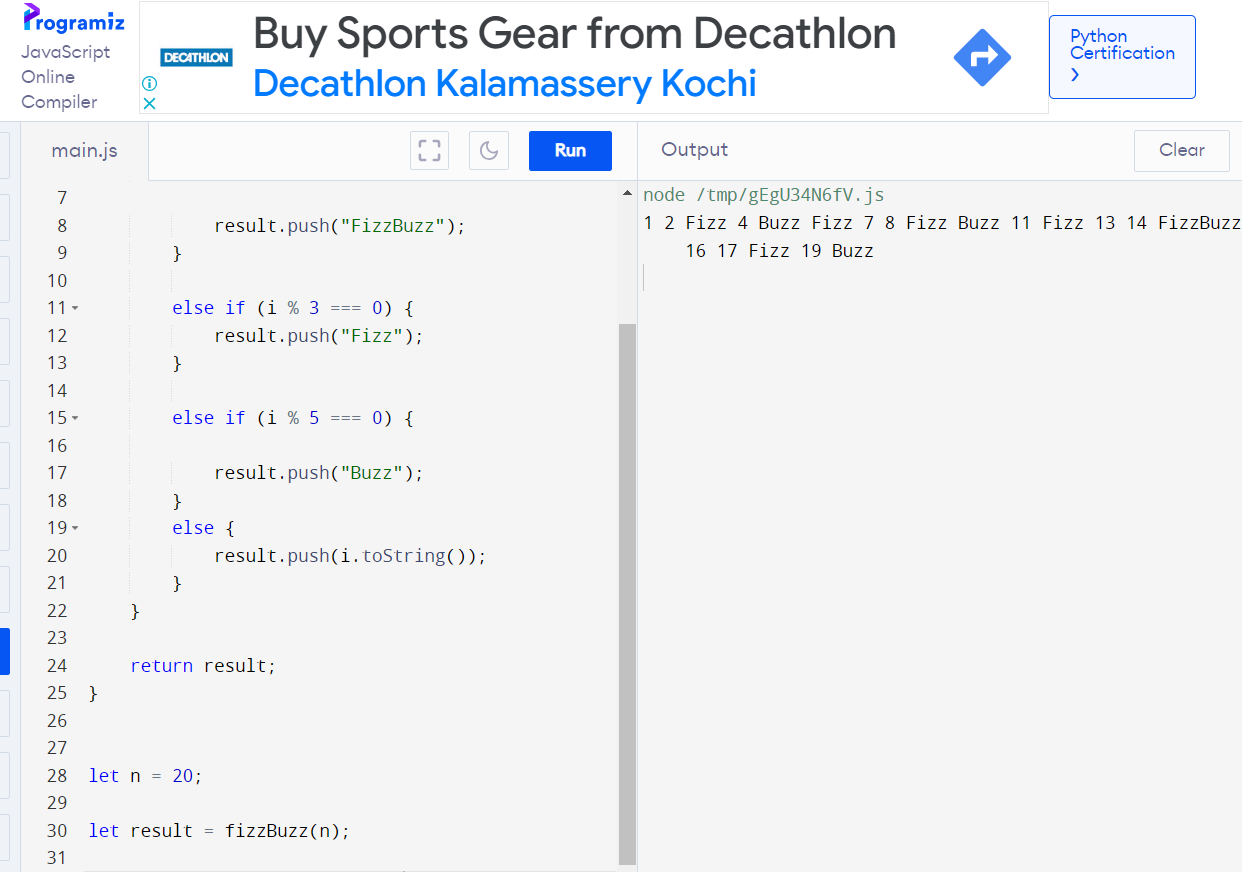 Programiz
JavaScript
Online
Compiler
DECATHLON
Buy Sports Gear from Decathlon
Decathlon Kalamassery Kochi
Python
Certification
main.js
Run
Output
Clear
7
8 result.push("FizzBuzz");
9 }
10
11 else if (i % 3 === 0) {
12 result.push("Fizz");
13 }
14
15 else if (i % 5 === 0) {
16
17 result.push("Buzz");
18 }
19 else {
20 result.push(i.toString());
21 }
22 }
23
24 return result;
25 }
26
27
28 let n = 20;
29
30 let result = fizzBuzz(n);
31
node /tmp/gEgU34N6fV.js
1 2 Fizz 4 Buzz Fizz 7 8 Fizz Buzz 11 Fizz 13 14 FizzBuzz
16 17 Fizz 19 Buzz